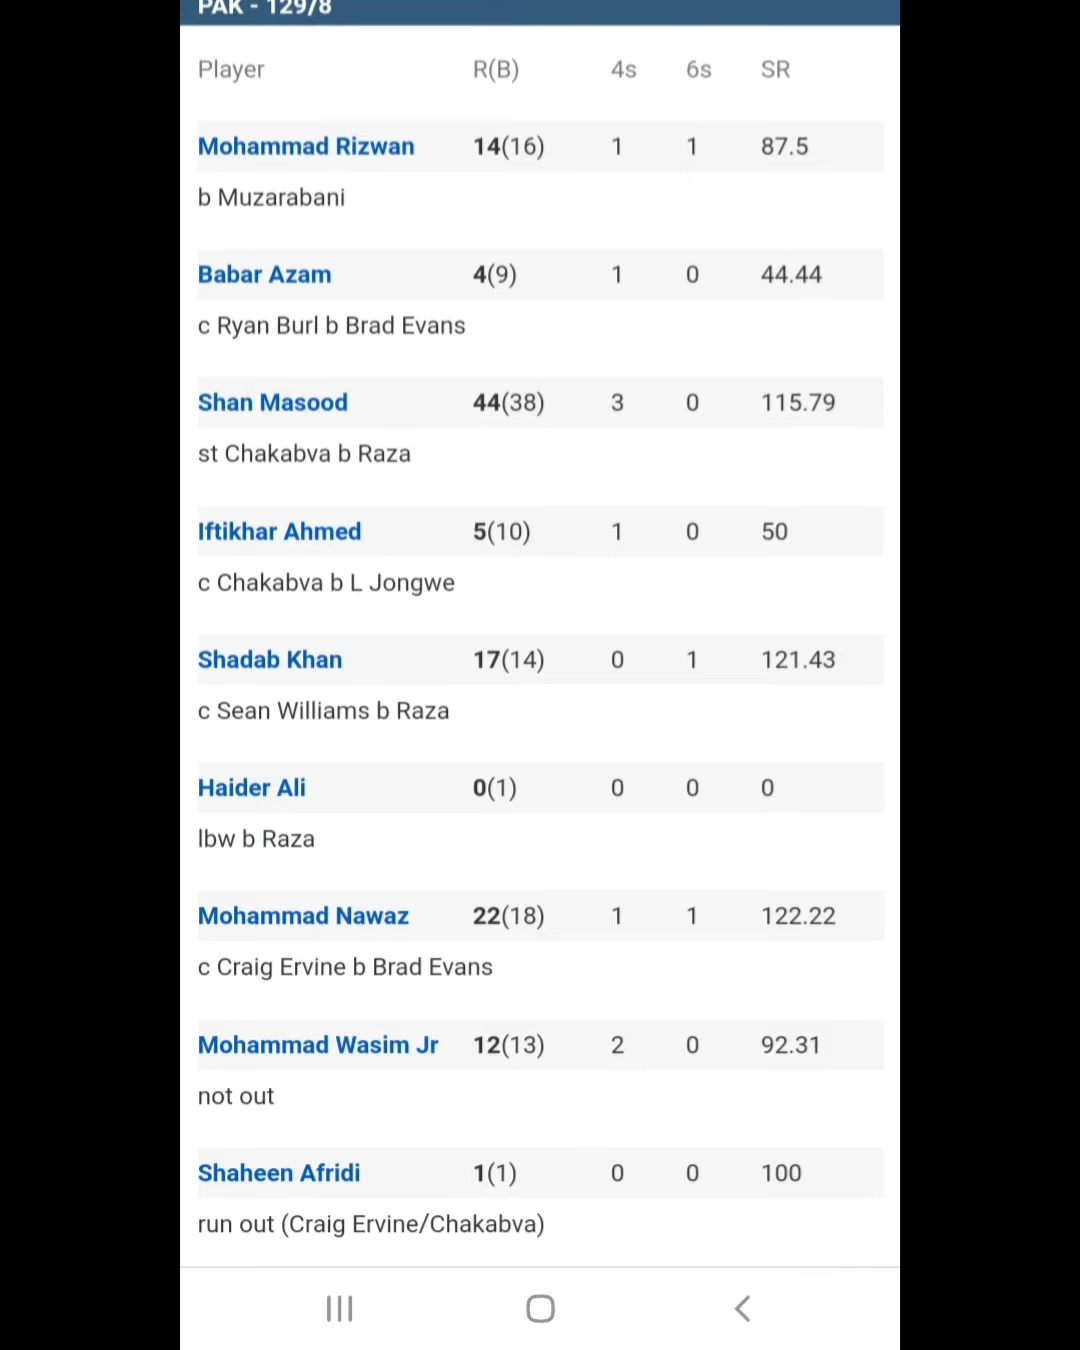 PAK - 129/8
Player R(B) 4s 6s SR
Mohammad Rizwan 14(16) 1 1 87.5
b Muzarabani
Babar Azam 4(9) 1 0 44.44
c Ryan Burl b Brad Evans
Shan Masood 44(38) 3 0 115.79
st Chakabva b Raza
Iftikhar Ahmed 5(10) 1 0 50
c Chakabva b L Jongwe
Shadab Khan 17(14) 0 1 121.43
c Sean Williams b Raza
Haider Ali 0(1) 0 0 0
lbw b Raza
Mohammad Nawaz 22(18) 1 1 122.22
c Craig Ervine b Brad Evans
Mohammad Wasim Jr 12(13) 2 0 92.31
not out
Shaheen Afridi 1(1) 0 0 100
run out (Craig Ervine/Chakabva)